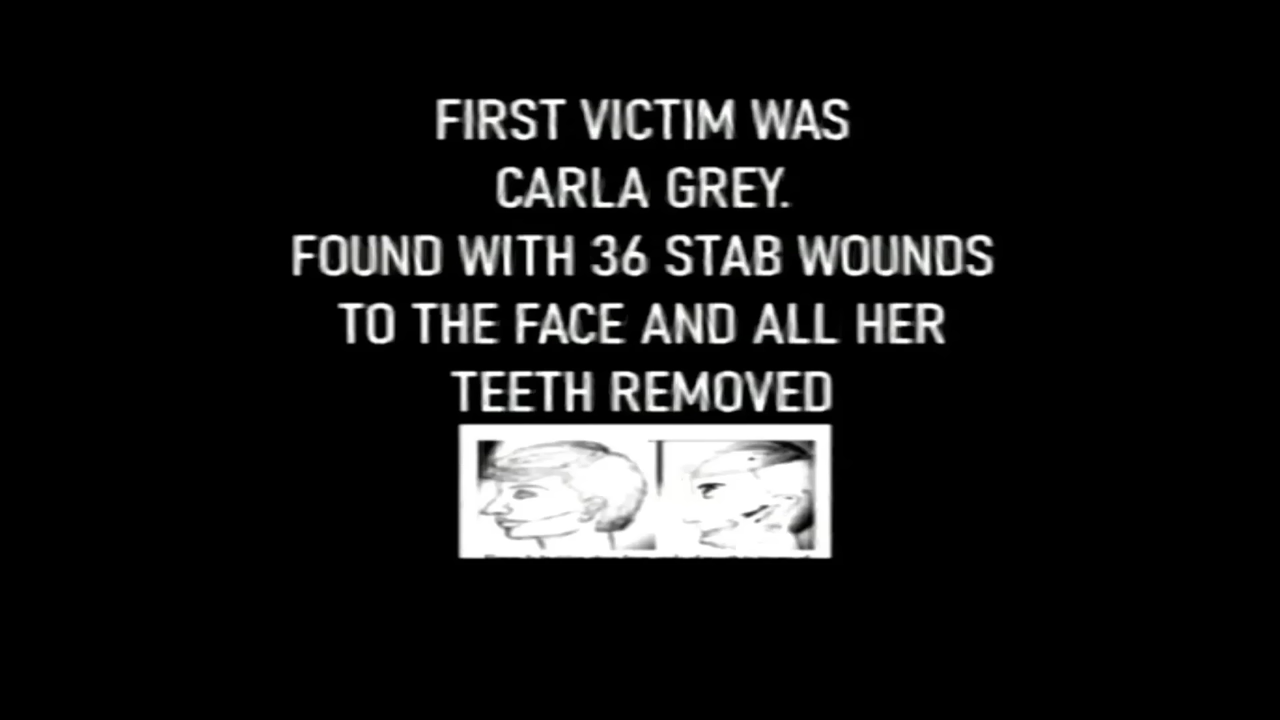 FIRST VICTIM WAS
CARLA GREY.
FOUND WITH 36 STAB WOUNDS
TO THE FACE AND ALL HER
TEETH REMOVED